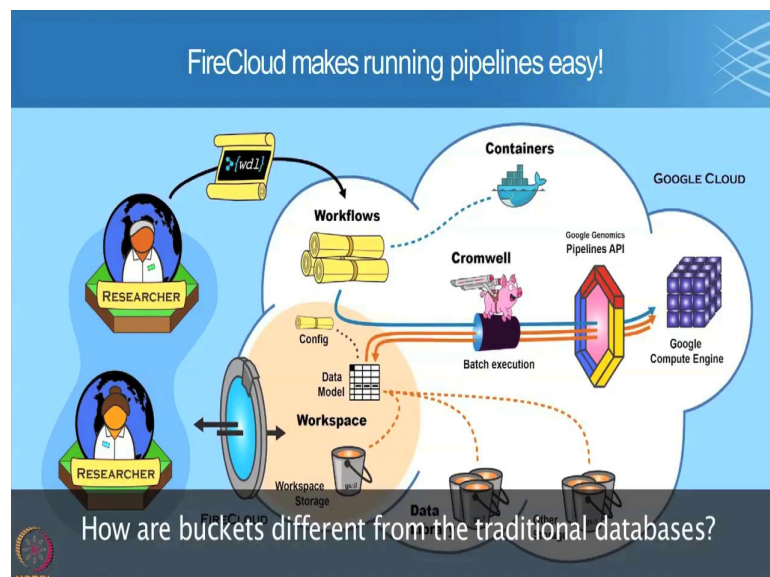 FireCloud makes running pipelines easy!
{wdl}
Containers
GOOGLE CLOUD
Workflows
Google Genomics
Pipelines API
Cromwell
RESEARCHER
Config
Batch execution
Google
Compute Engine
Data
Model
Workspace
RESEARCHER
Workspace
Storage
gs://
FIRECLOUD
Data
Other
How are buckets different from the traditional databases?